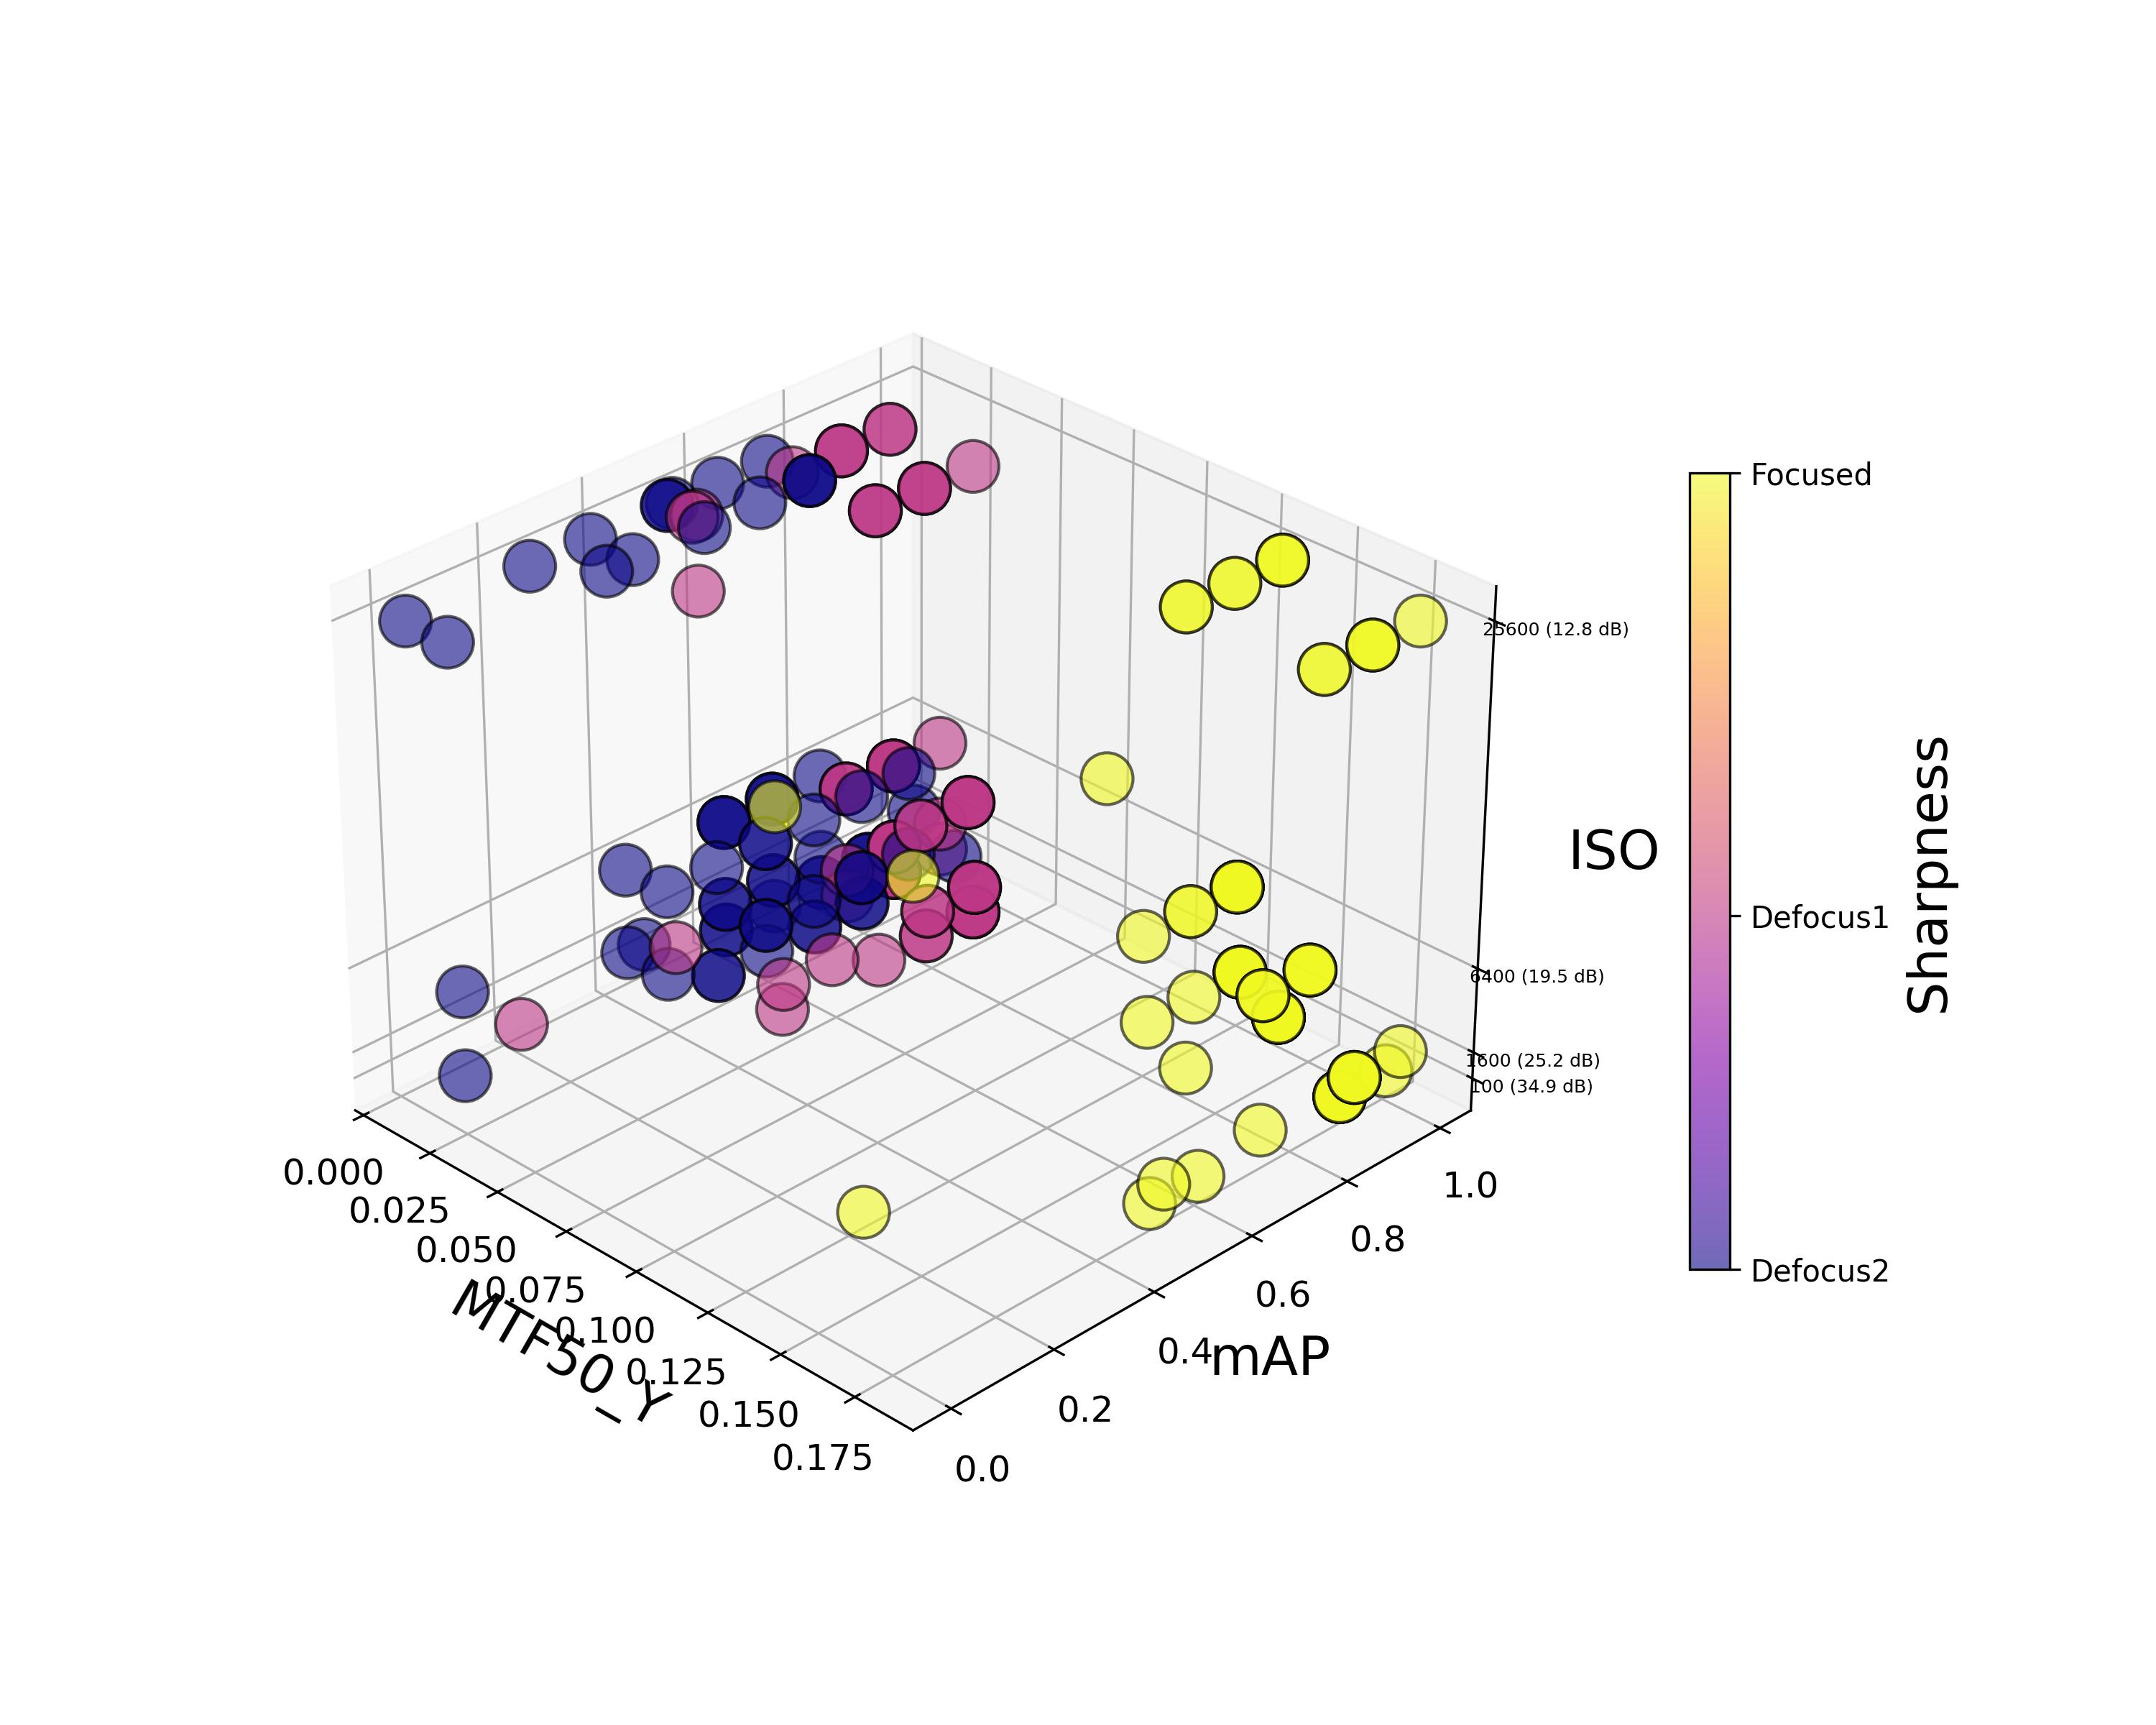 0.000
0.025
0.050
0.075
0.100
0.125
0.150
0.175
MTF50_Y
0.0
0.2
0.4
0.6
0.8
1.0
mAP
25600 (12.8 dB)
6400 (19.5 dB)
1600 (25.2 dB)
100 (34.9 dB)
ISO
Focused
Defocus1
Defocus2
Sharpness